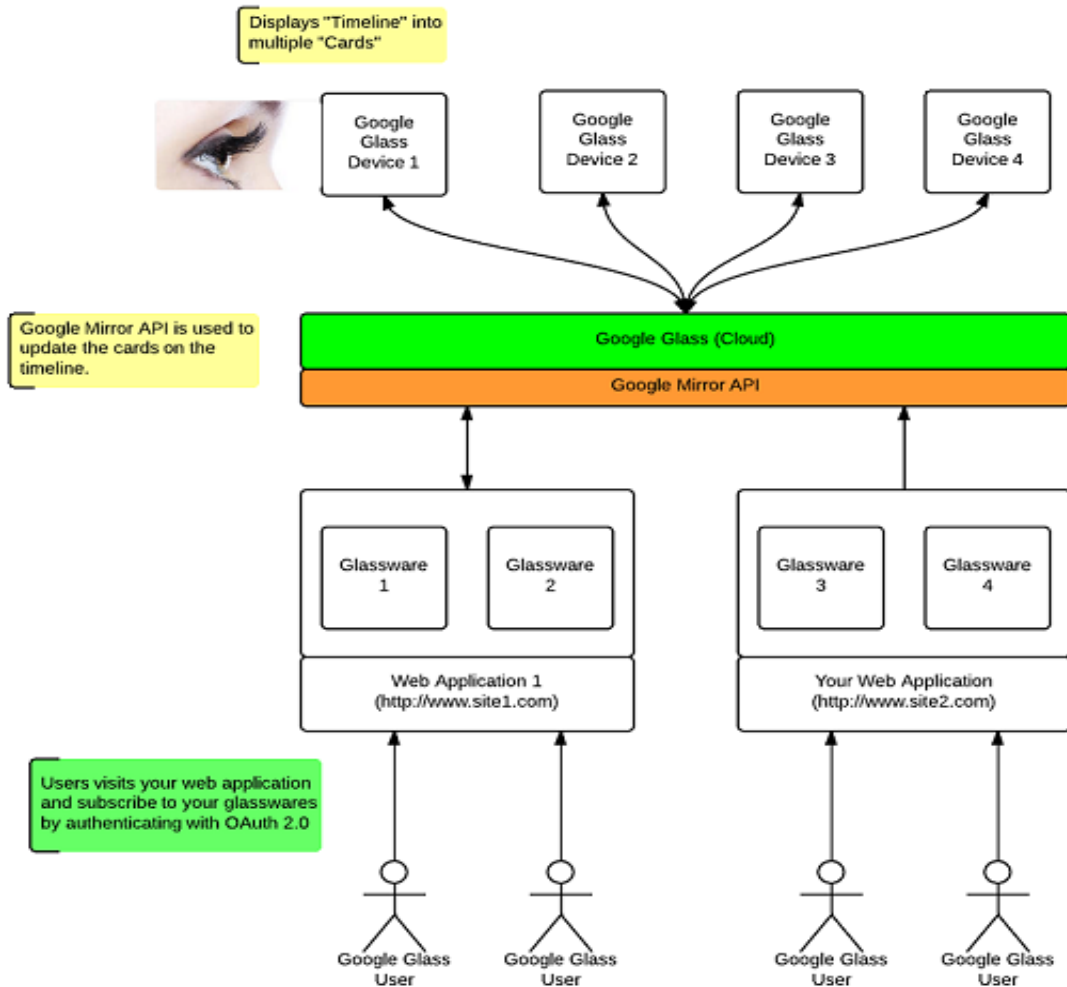 Displays "Timeline" into
multiple "Cards"
Google
Glass
Device 1
Google
Glass
Device 2
Google
Glass
Device 3
Google
Glass
Device 4
Google Mirror API is used to
update the cards on the
timeline.
Google Glass (Cloud)
Google Mirror API
Glassware
1
Glassware
2
Glassware
3
Glassware
4
Web Application 1
(http://www.site1.com)
Your Web Application
(http://www.site2.com)
Users visits your web application
and subscribe to your glasswares
by authenticating with OAuth 2.0
Google Glass
User
Google Glass
User
Google Glass
User
Google Glass
User